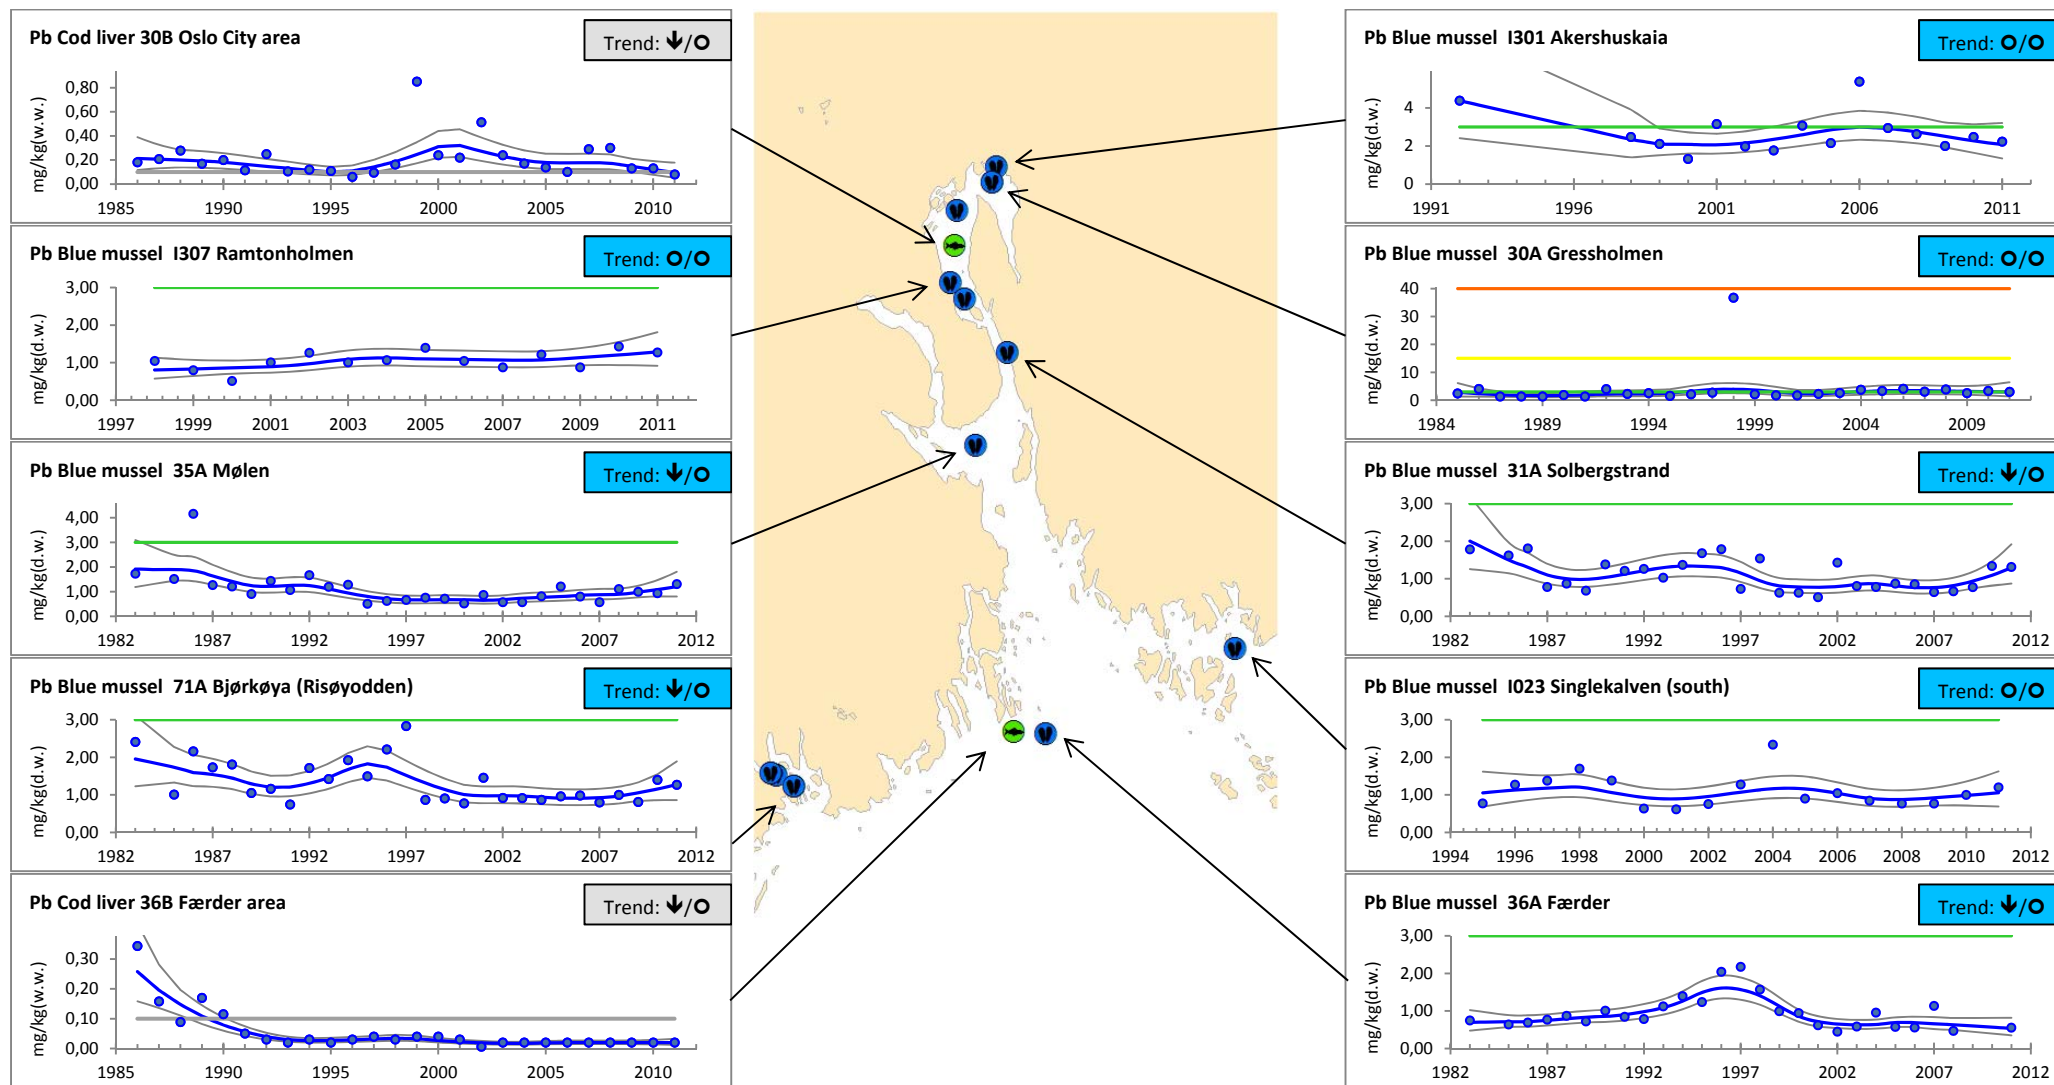 Pb Cod liver 30B Oslo City area
Trend: 🡻/O
mg/kg(w.w.)
0,80
0,60
0,40
0,20
0,00
1985 1990 1995 2000 2005 2010
Pb Blue mussel I307 Ramtonholmen
Trend: O/O
mg/kg(d.w.)
3,00
2,00
1,00
0,00
1997 1999 2001 2003 2005 2007 2009 2011
Pb Blue mussel 35A Mølen
Trend: 🡻/O
mg/kg(d.w.)
4,00
3,00
2,00
1,00
0,00
1982 1987 1992 1997 2002 2007 2012
Pb Blue mussel 71A Bjørkøya (Risøyodden)
Trend: 🡻/O
mg/kg(d.w.)
3,00
2,00
1,00
0,00
1982 1987 1992 1997 2002 2007 2012
Pb Cod liver 36B Færder area
Trend: 🡻/O
mg/kg(w.w.)
0,30
0,20
0,10
0,00
1985 1990 1995 2000 2005 2010
Pb Blue mussel I301 Akershuskaia
Trend: O/O
mg/kg(d.w.)
4
2
0
1991 1996 2001 2006 2011
Pb Blue mussel 30A Gressholmen
Trend: O/O
mg/kg(d.w.)
40
30
20
10
0
1984 1989 1994 1999 2004 2009
Pb Blue mussel 31A Solbergstrand
Trend: 🡻/O
mg/kg(d.w.)
3,00
2,00
1,00
0,00
1982 1987 1992 1997 2002 2007 2012
Pb Blue mussel I023 Singlekalven (south)
Trend: O/O
mg/kg(d.w.)
3,00
2,00
1,00
0,00
1994 1996 1998 2000 2002 2004 2006 2008 2010 2012
Pb Blue mussel 36A Færder
Trend: 🡻/O
mg/kg(d.w.)
3,00
2,00
1,00
0,00
1982 1987 1992 1997 2002 2007 2012